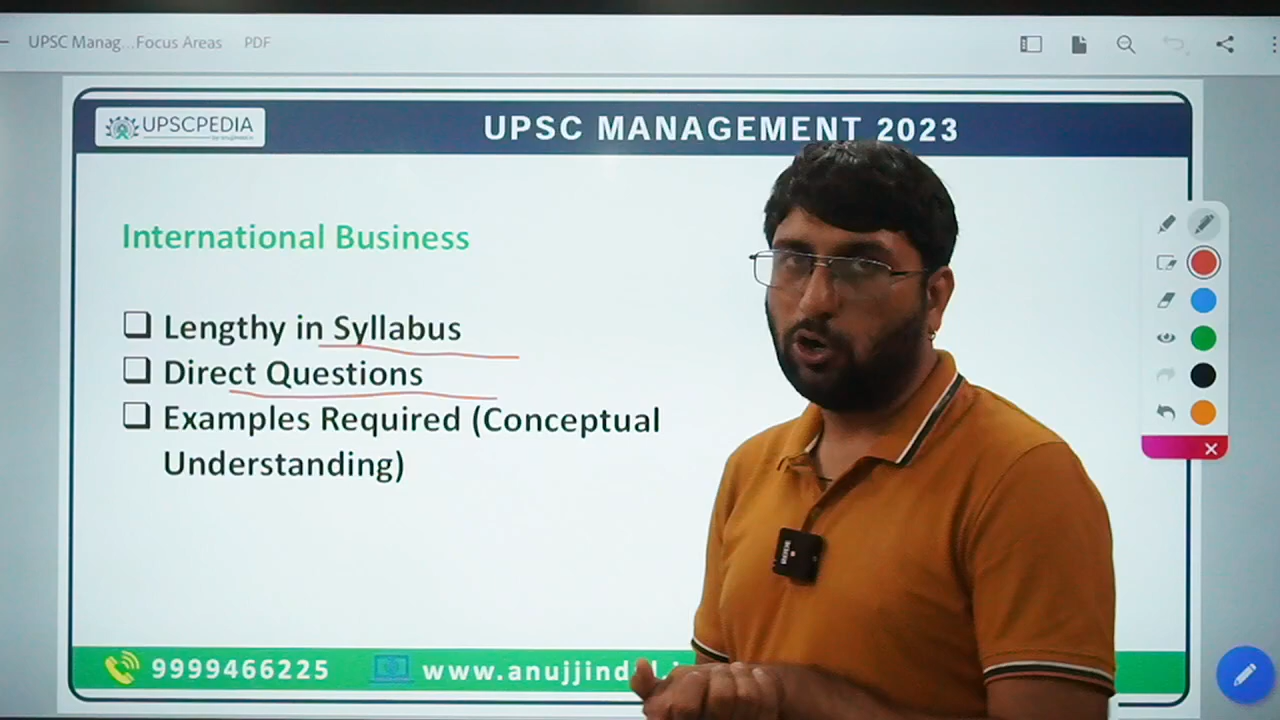 UPSC Manag...Focus Areas PDF
UPSCPEDIA
UPSC MANAGEMENT 2023
International Business
Lengthy in Syllabus
Direct Questions
Examples Required (Conceptual
Understanding)
RODE
9999466225 www.anujjind